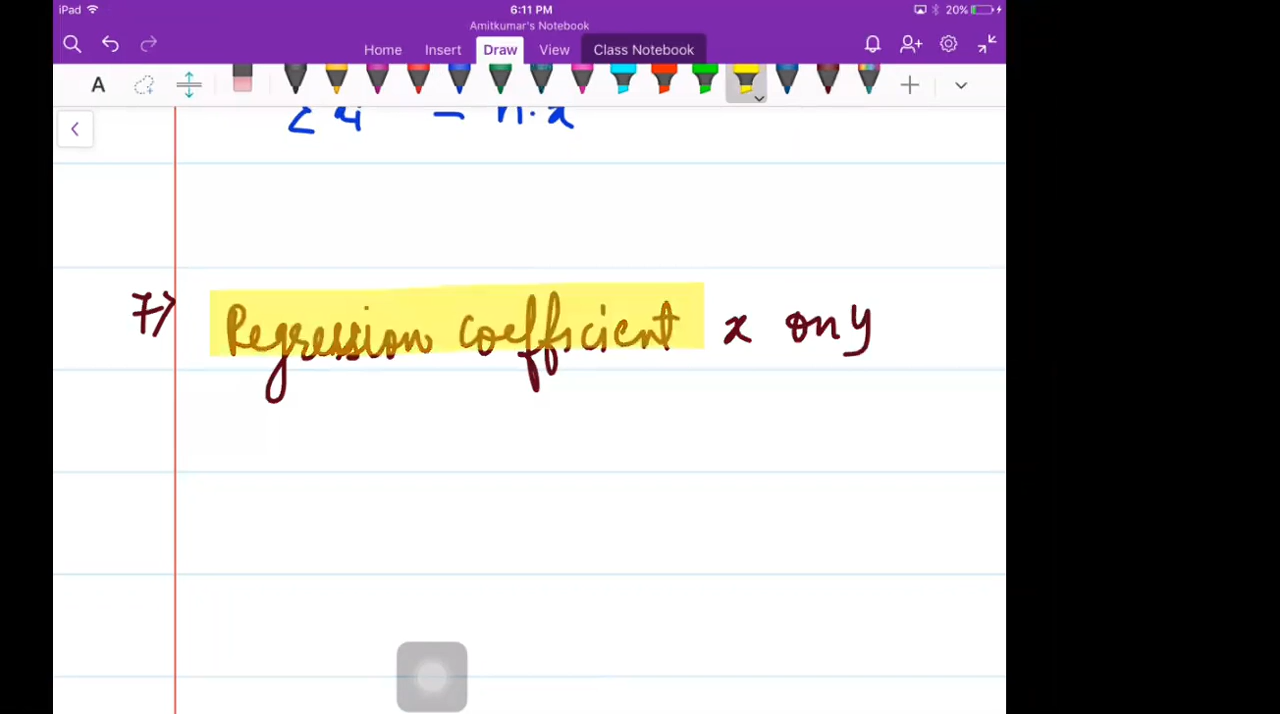 iPad 6:11 PM 20%
Amitkumar's Notebook
Home Insert Draw View Class Notebook
A
7) Regression coefficient x on y